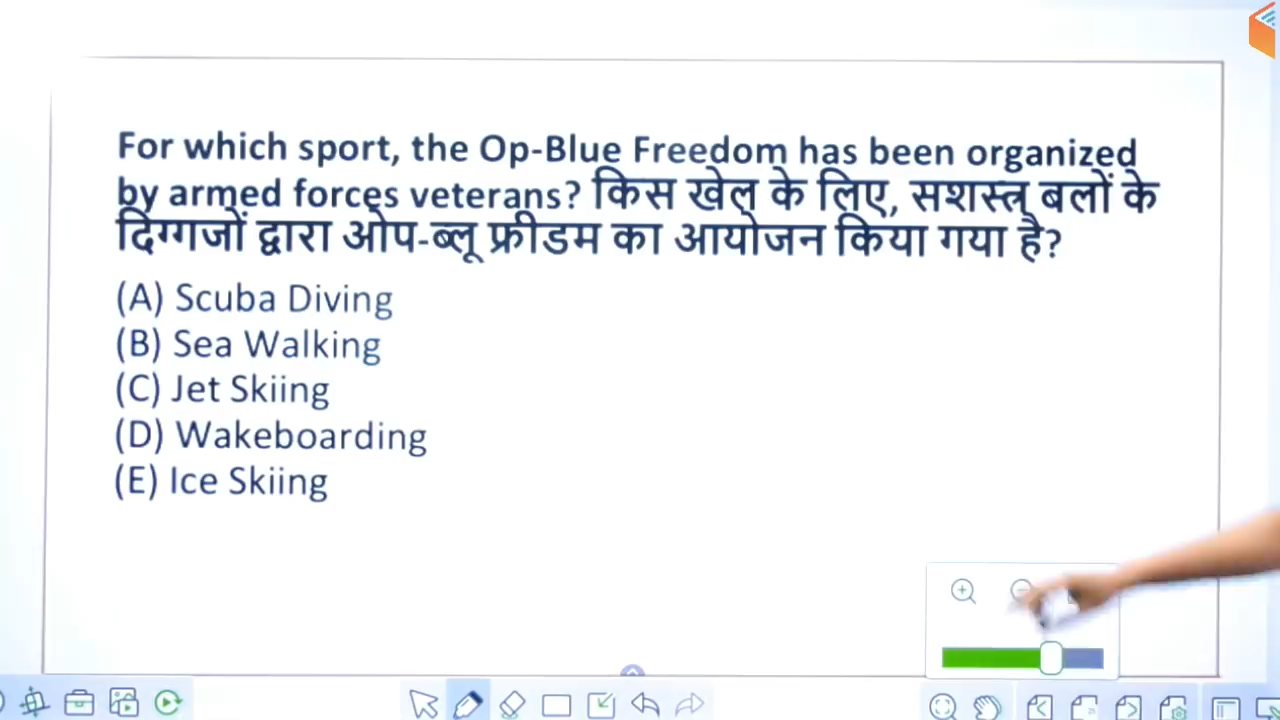 For which sport, the Op-Blue Freedom has been organized
by armed forces veterans? किस खेल के लिए, सशस्त्र बलों के
दिग्गजों द्वारा ओप-ब्लू फ्रीडम का आयोजन किया गया है?
(A) Scuba Diving
(B) Sea Walking
(C) Jet Skiing
(D) Wakeboarding
(E) Ice Skiing